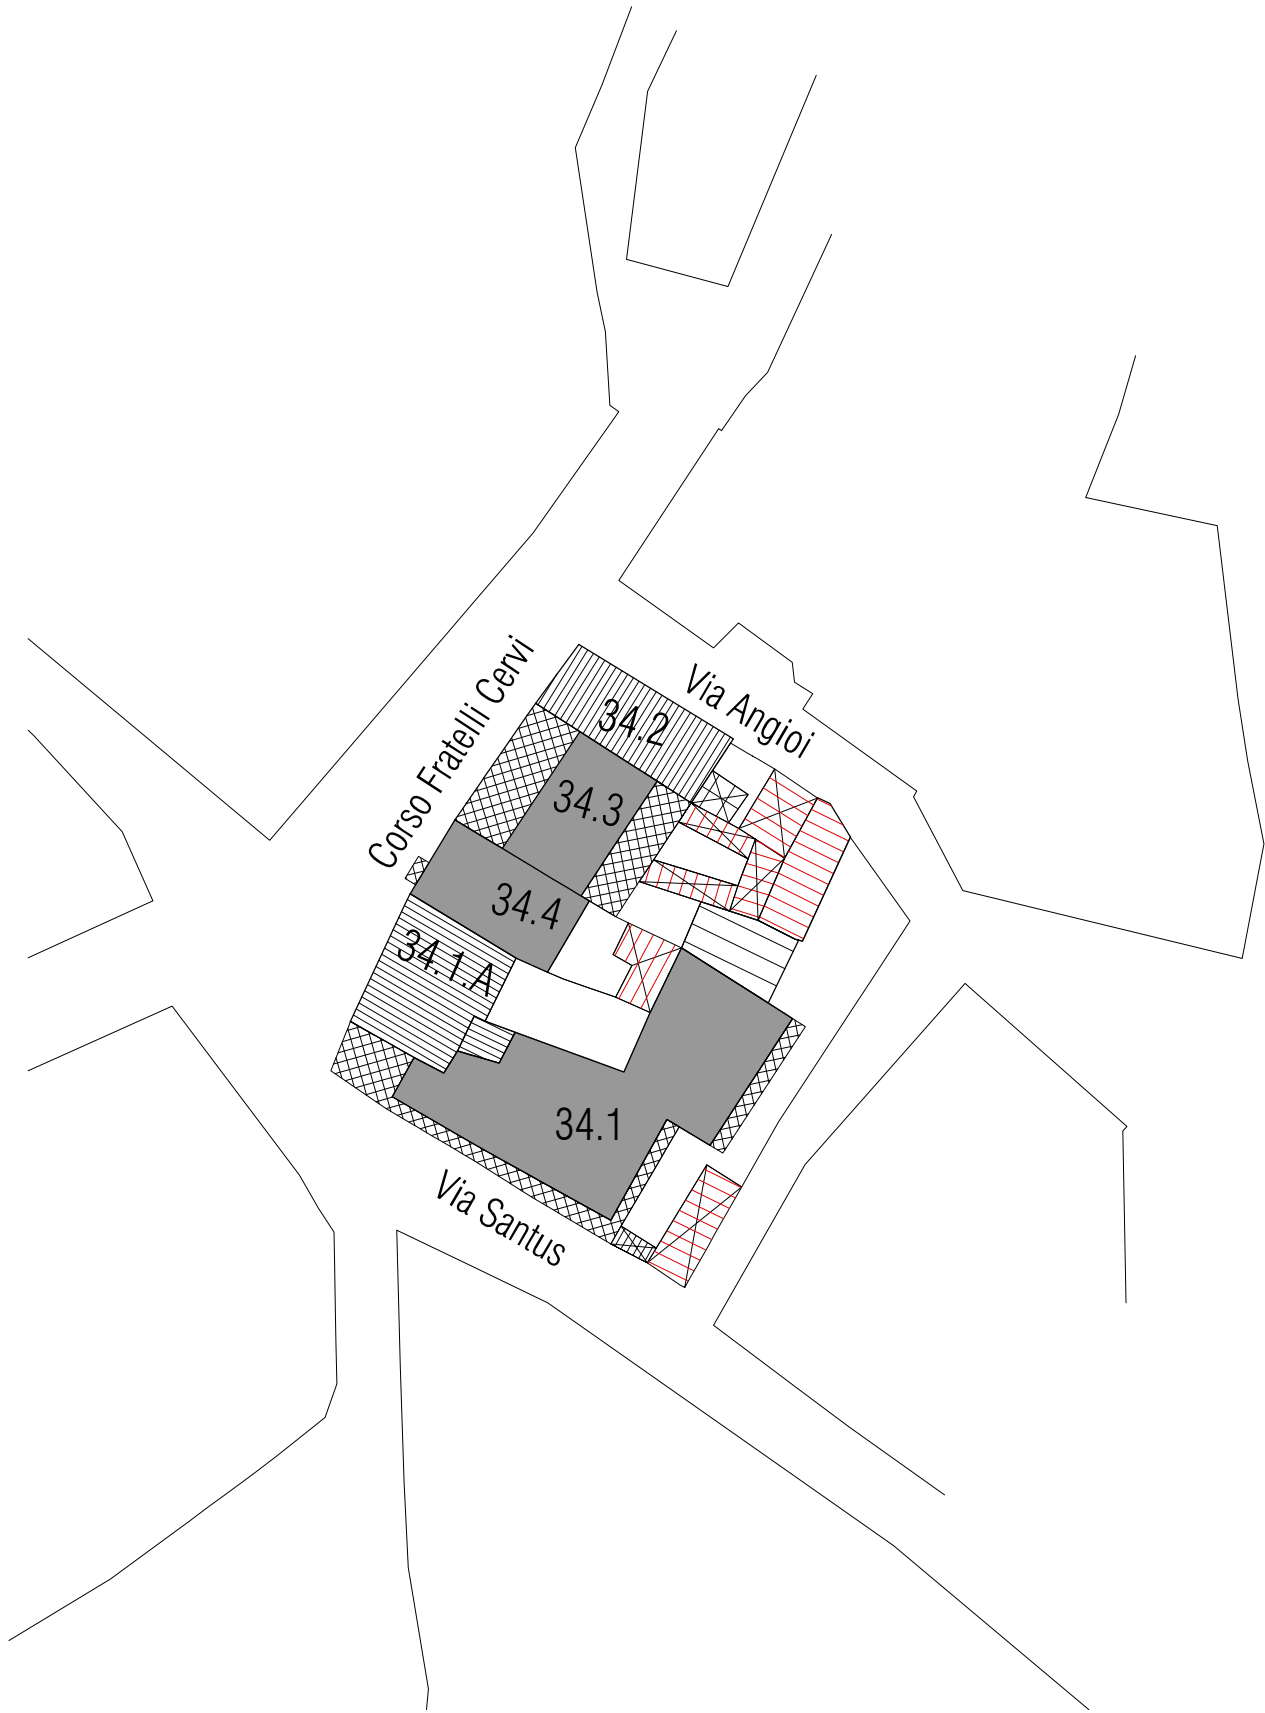 Corso Fratelli Cervi
Via Angioi
34.2
34.3
34.4
34.1.A
34.1
Via Santus